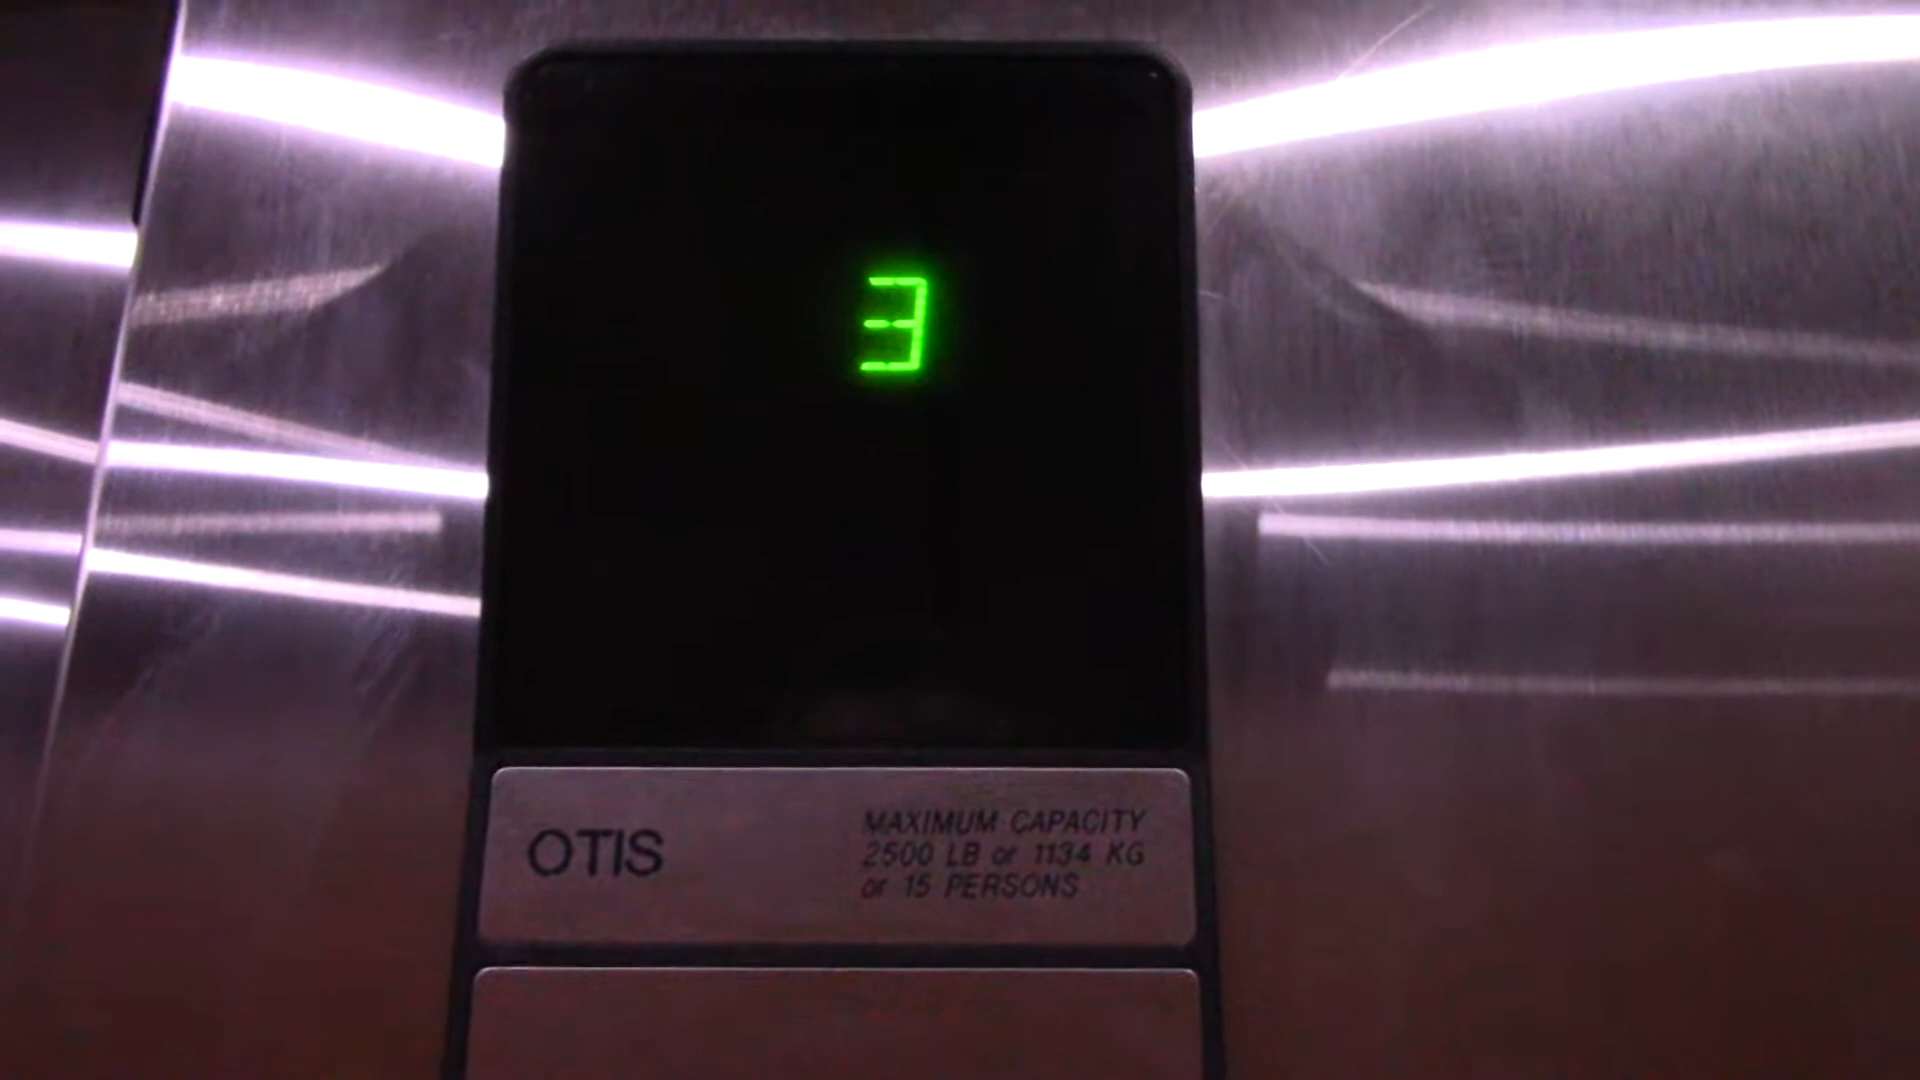 3
OTIS
MAXIMUM CAPACITY
2500 LB or 1134 KG
or 15 PERSONS